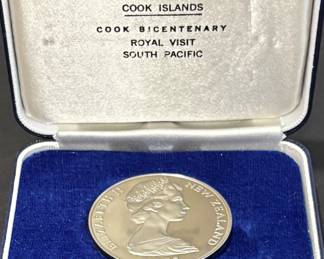 COOK ISLANDS
COOK BICENTENARY
ROYAL VISIT
SOUTH PACIFIC
ELIZABETH II NEW ZEALAND